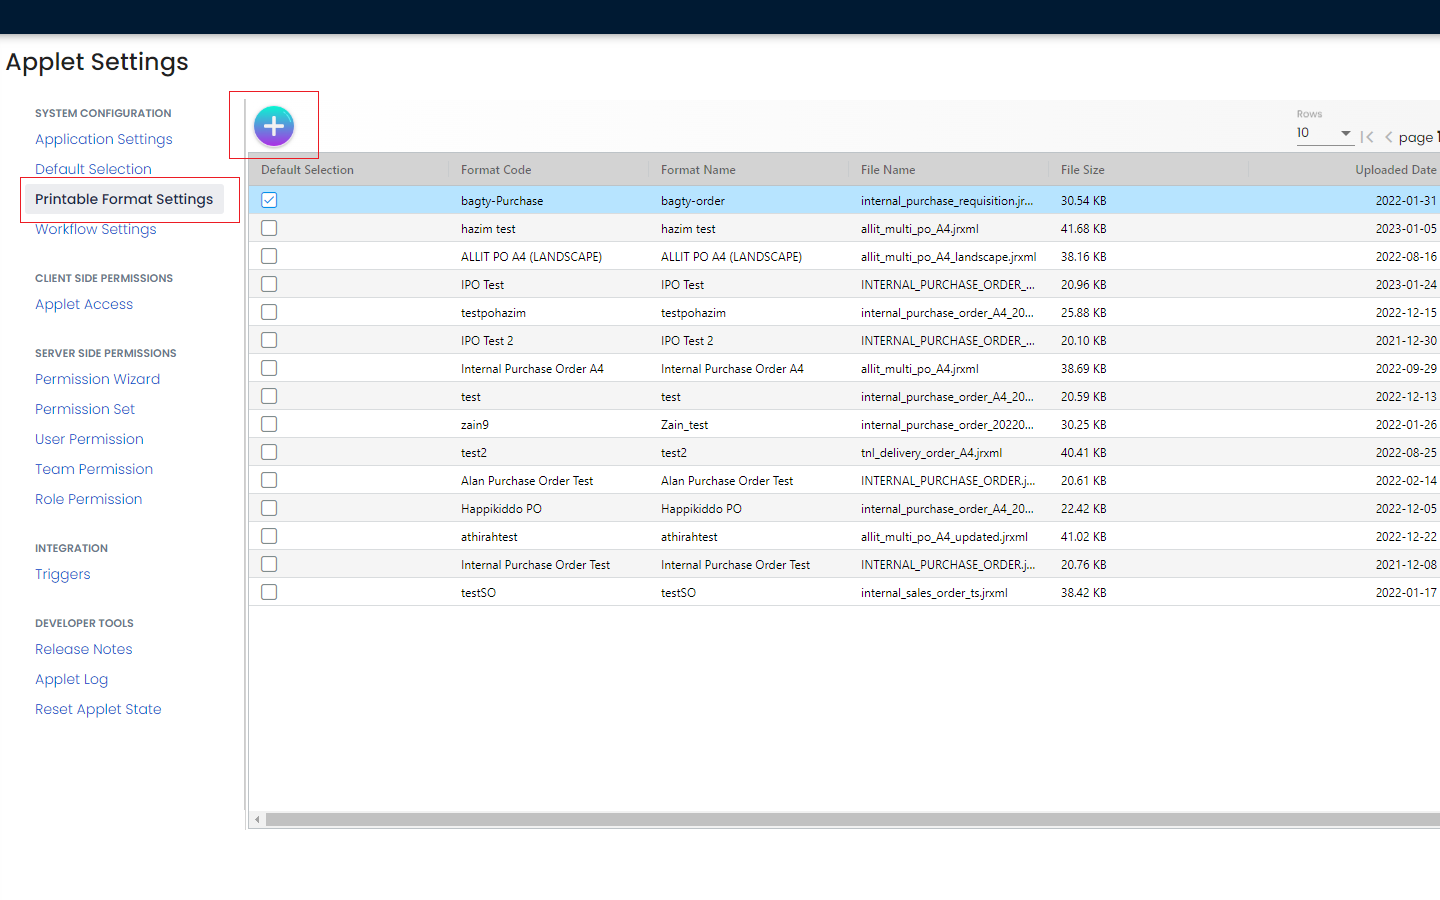 Applet Settings
SYSTEM CONFIGURATION
Application Settings
Default Selection
Printable Format Settings
Workflow Settings
CLIENT SIDE PERMISSIONS
Applet Access
SERVER SIDE PERMISSIONS
Permission Wizard
Permission Set
User Permission
Team Permission
Role Permission
INTEGRATION
Triggers
DEVELOPER TOOLS
Release Notes
Applet Log
Reset Applet State
Rows
10 page 1
Default Selection Format Code Format Name File Name File Size Uploaded Date
bagty-Purchase bagty-order internal_purchase_requisition.jr... 30.54 KB 2022-01-31
hazim test hazim test allit_multi_po_A4.jrxml 41.68 KB 2023-01-05
ALLIT PO A4 (LANDSCAPE) ALLIT PO A4 (LANDSCAPE) allit_multi_po_A4_landscape.jrxml 38.16 KB 2022-08-16
IPO Test IPO Test INTERNAL_PURCHASE_ORDER_... 20.96 KB 2023-01-24
testpohazim testpohazim internal_purchase_order_A4_20... 25.88 KB 2022-12-15
IPO Test 2 IPO Test 2 INTERNAL_PURCHASE_ORDER_... 20.10 KB 2021-12-30
Internal Purchase Order A4 Internal Purchase Order A4 allit_multi_po_A4.jrxml 38.69 KB 2022-09-29
test test internal_purchase_order_A4_20... 20.59 KB 2022-12-13
zain9 Zain_test internal_purchase_order_20220... 30.25 KB 2022-01-26
test2 test2 tnl_delivery_order_A4.jrxml 40.41 KB 2022-08-25
Alan Purchase Order Test Alan Purchase Order Test INTERNAL_PURCHASE_ORDER.j... 20.61 KB 2022-02-14
Happikiddo PO Happikiddo PO internal_purchase_order_A4_20... 22.42 KB 2022-12-05
athirahtest athirahtest allit_multi_po_A4_updated.jrxml 41.02 KB 2022-12-22
Internal Purchase Order Test Internal Purchase Order Test INTERNAL_PURCHASE_ORDER.j... 20.76 KB 2021-12-08
testSO testSO internal_sales_order_ts.jrxml 38.42 KB 2022-01-17